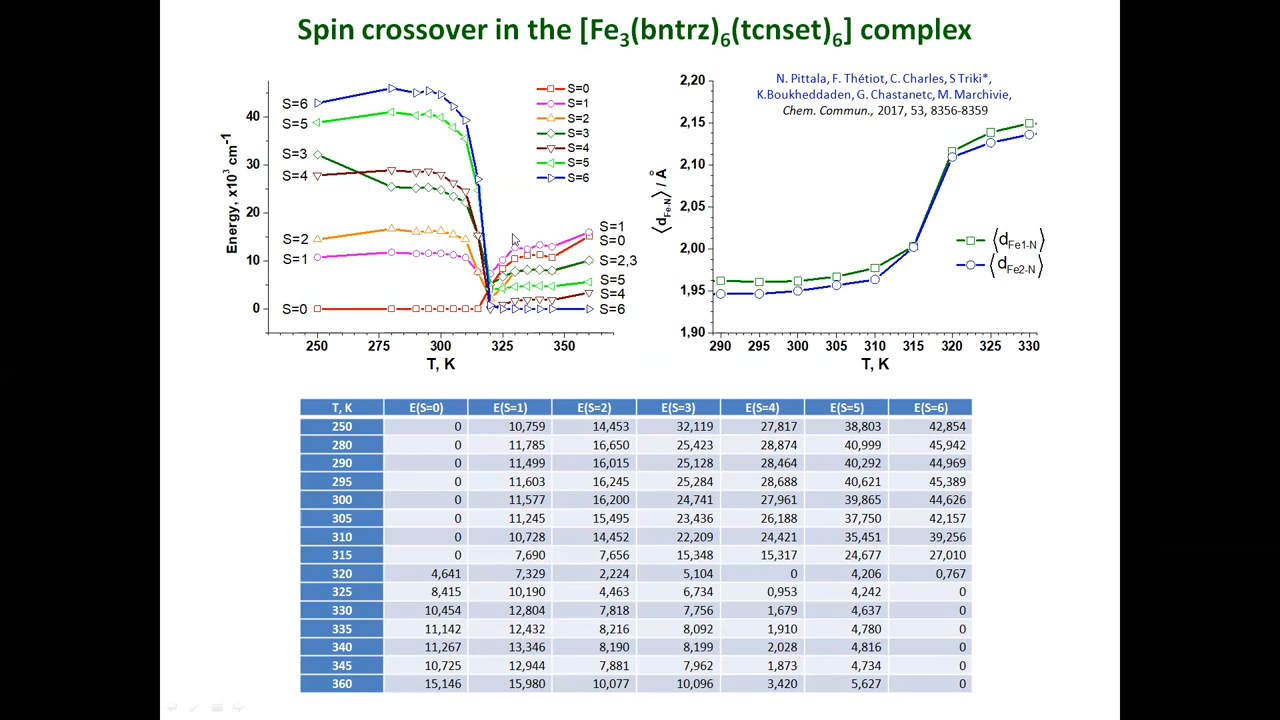 Spin crossover in the [Fe3(bntrz)6(tcnset)6] complex
Energy, x10³ cm⁻¹
40
30
20
10
0
S=6
S=5
S=3
S=4
S=2
S=1
S=0
S=0
S=1
S=2
S=3
S=4
S=5
S=6
S=1
S=0
S=2,3
S=5
S=4
S=6
250 275 300 325 350
T, K
N. Pittala, F. Thétiot, C. Charles, S Triki*,
K.Boukheddaden, G. Chastanetc, M. Marchivie,
Chem. Commun., 2017, 53, 8356-8359
⟨dFe-N⟩ / Å
2,20
2,15
2,10
2,05
2,00
1,95
1,90
⟨dFe1-N⟩
⟨dFe2-N⟩
290 295 300 305 310 315 320 325 330
T, K
T, K E(S=0) E(S=1) E(S=2) E(S=3) E(S=4) E(S=5) E(S=6)
250 0 10,759 14,453 32,119 27,817 38,803 42,854
280 0 11,785 16,650 25,423 28,874 40,999 45,942
290 0 11,499 16,015 25,128 28,464 40,292 44,969
295 0 11,603 16,245 25,284 28,688 40,621 45,389
300 0 11,577 16,200 24,741 27,961 39,865 44,626
305 0 11,245 15,495 23,436 26,188 37,750 42,157
310 0 10,728 14,452 22,209 24,421 35,451 39,256
315 0 7,690 7,656 15,348 15,317 24,677 27,010
320 4,641 7,329 2,224 5,104 0 4,206 0,767
325 8,415 10,190 4,463 6,734 0,953 4,242 0
330 10,454 12,804 7,818 7,756 1,679 4,637 0
335 11,142 12,432 8,216 8,092 1,910 4,780 0
340 11,267 13,346 8,190 8,199 2,028 4,816 0
345 10,725 12,944 7,881 7,962 1,873 4,734 0
360 15,146 15,980 10,077 10,096 3,420 5,627 0